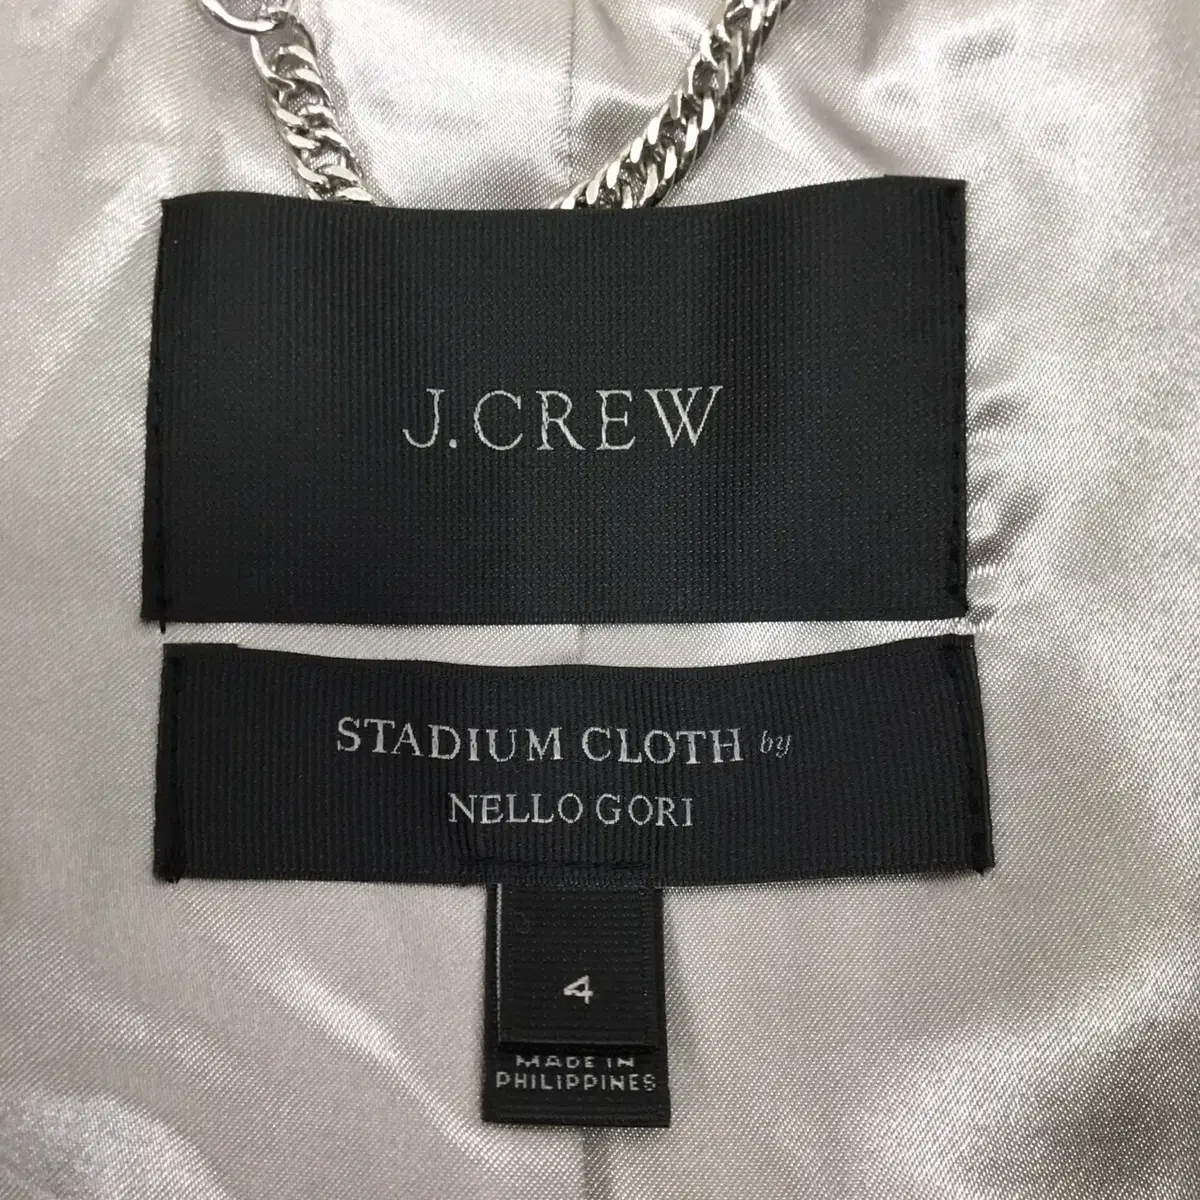 J.CREW
STADIUM CLOTH by
NELLO GORI
4
MADE IN
PHILIPPINES